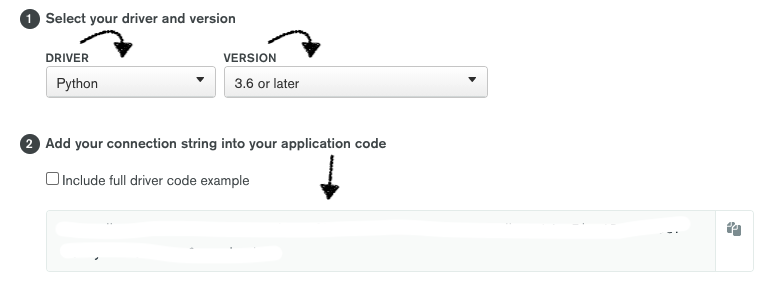 1 Select your driver and version
DRIVER VERSION
Python 3.6 or later
2 Add your connection string into your application code
Include full driver code example